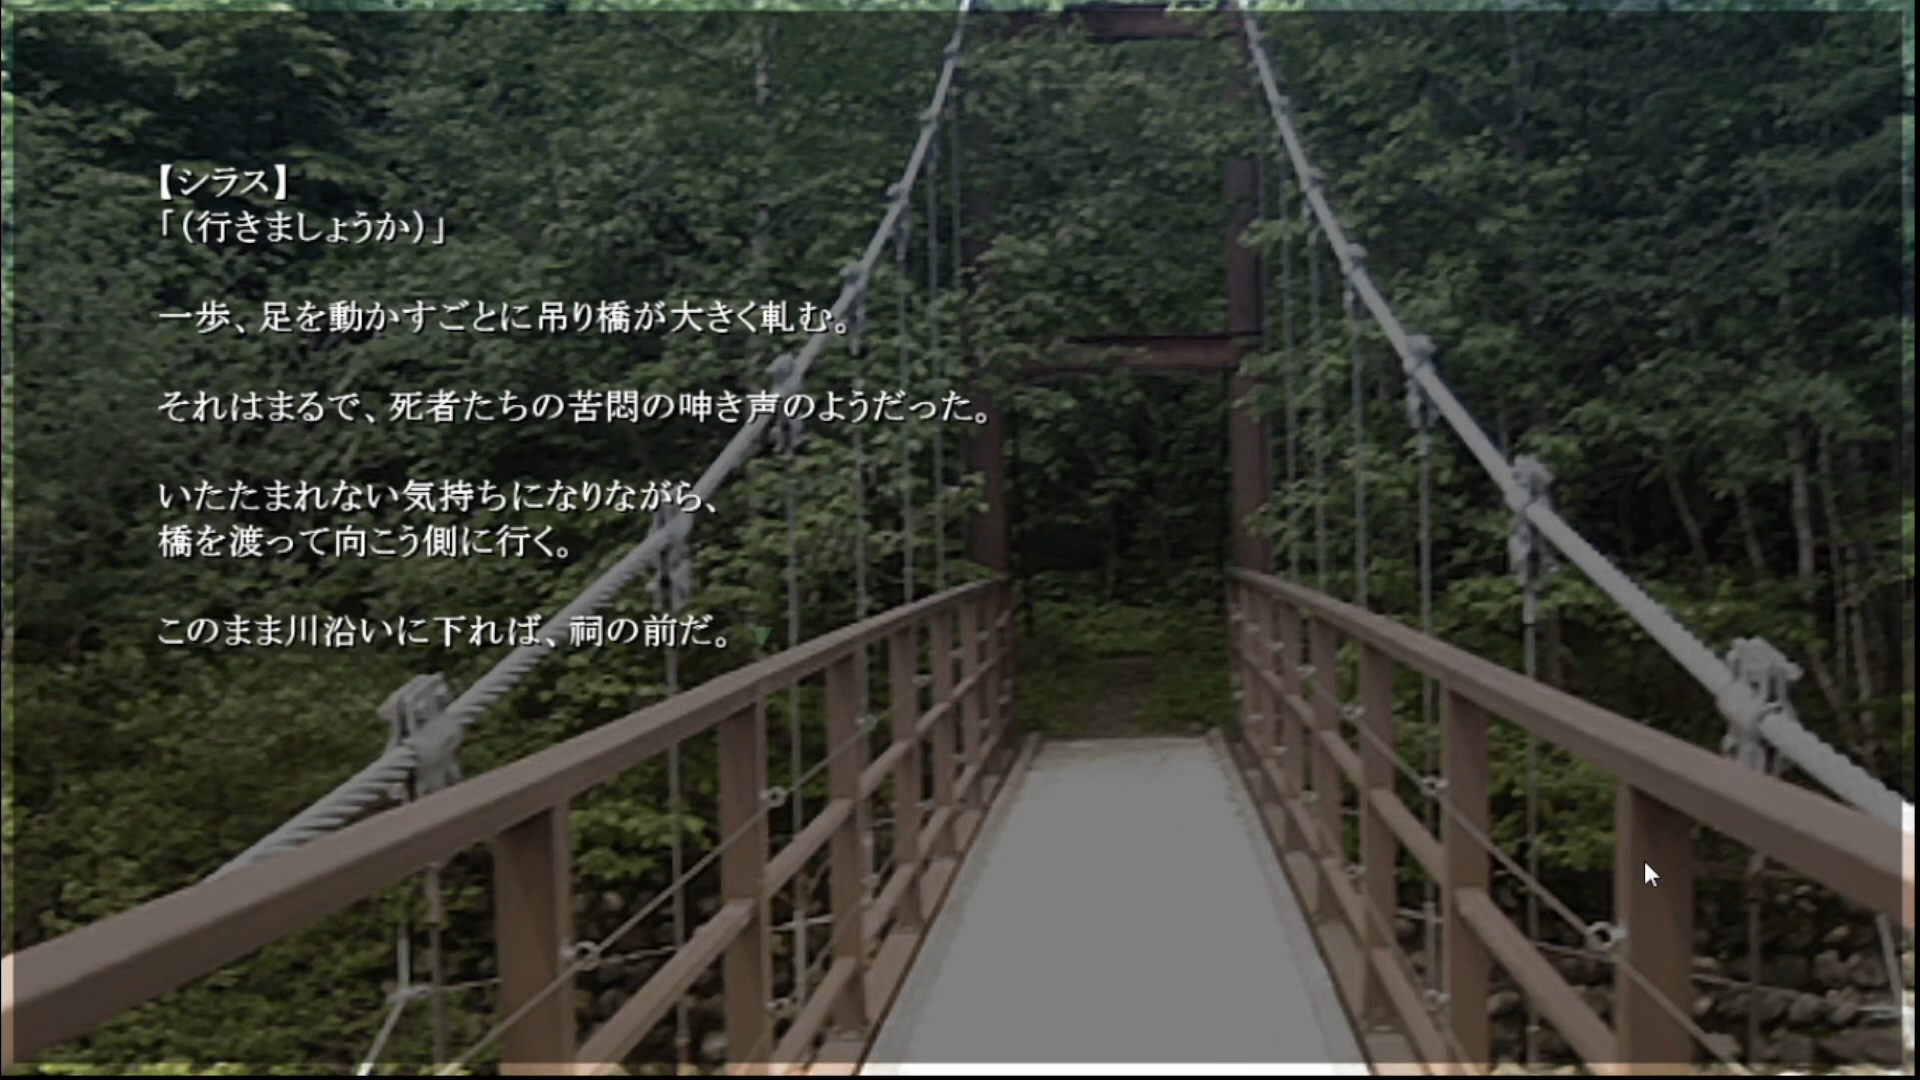 【シラス】
「（行きましょうか）」
一歩、足を動かすごとに吊り橋が大きく軋む。
それはまるで、死者たちの苦悶の呻き声のようだった。
いたたまれない気持ちになりながら、
橋を渡って向こう側に行く。
このまま川沿いに下れば、祠の前だ。